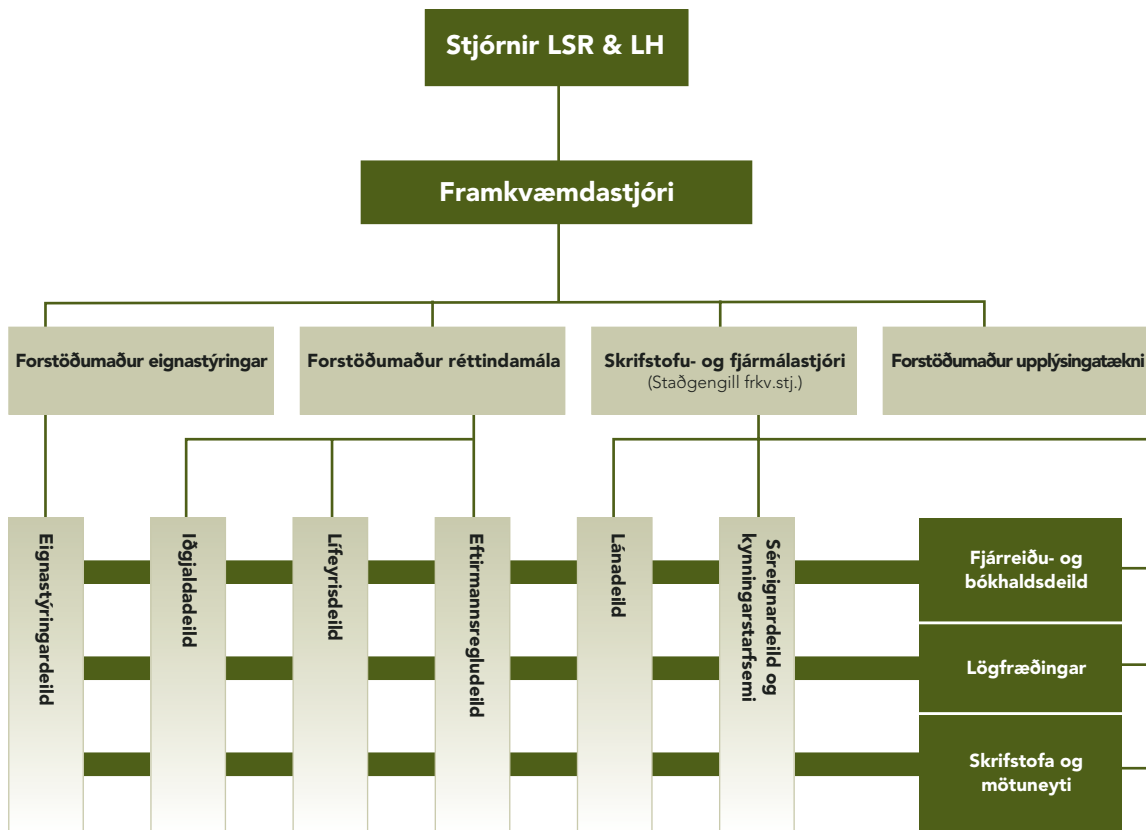 Stjórnir LSR & LH
Framkvæmdastjóri
Forstöðumaður eignastýringar
Forstöðumaður réttindamála
Skrifstofu- og fjármálastjóri
(Staðgengill frkv.stj.)
Forstöðumaður upplýsingatækni
Eignastýringardeild
Iðgjaldadeild
Lífeyrisdeild
Eftirmannsregludeild
Lánadeild
Séreignardeild og
kynningarstarfsemi
Fjárreiðu- og
bókhaldsdeild
Lögfræðingar
Skrifstofa og
mötuneyti